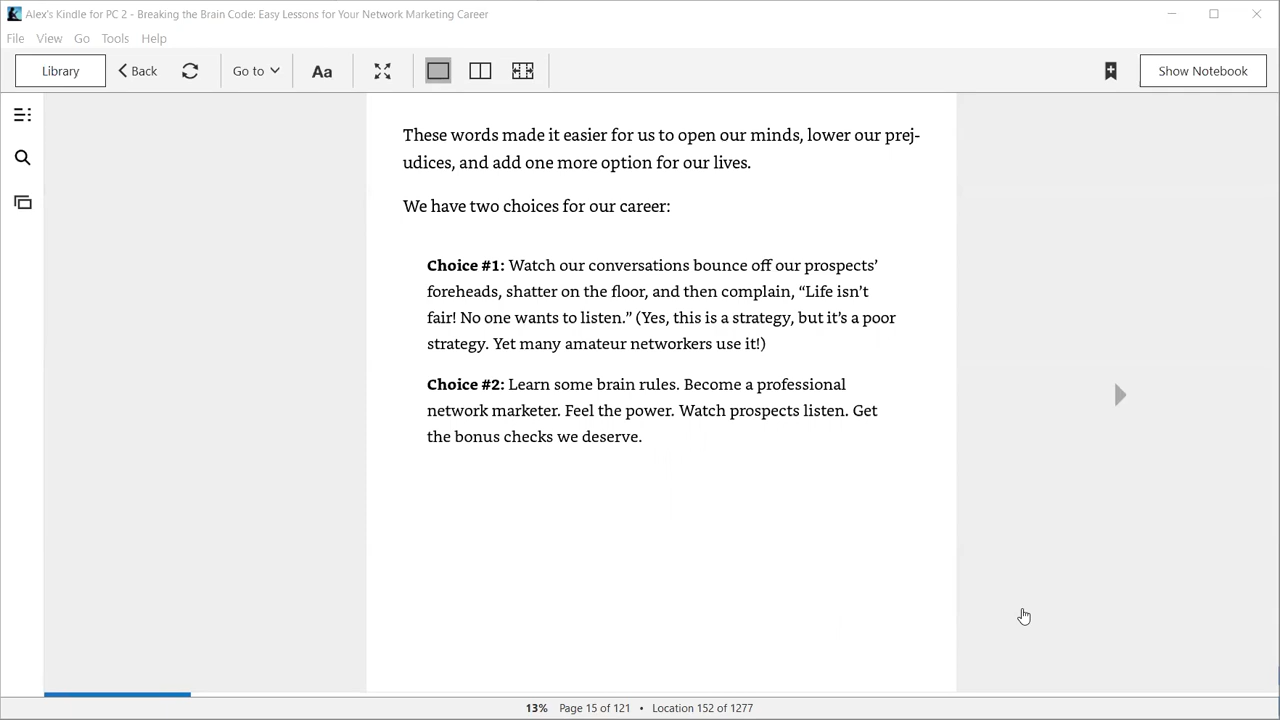 Alex's Kindle for PC 2 - Breaking the Brain Code: Easy Lessons for Your Network Marketing Career
File View Go Tools Help
Library Back Go to Aa Show Notebook
These words made it easier for us to open our minds, lower our prej-
udices, and add one more option for our lives.
We have two choices for our career:
Choice #1: Watch our conversations bounce off our prospects’
foreheads, shatter on the floor, and then complain, “Life isn’t
fair! No one wants to listen.” (Yes, this is a strategy, but it’s a poor
strategy. Yet many amateur networkers use it!)
Choice #2: Learn some brain rules. Become a professional
network marketer. Feel the power. Watch prospects listen. Get
the bonus checks we deserve.
13% Page 15 of 121 • Location 152 of 1277